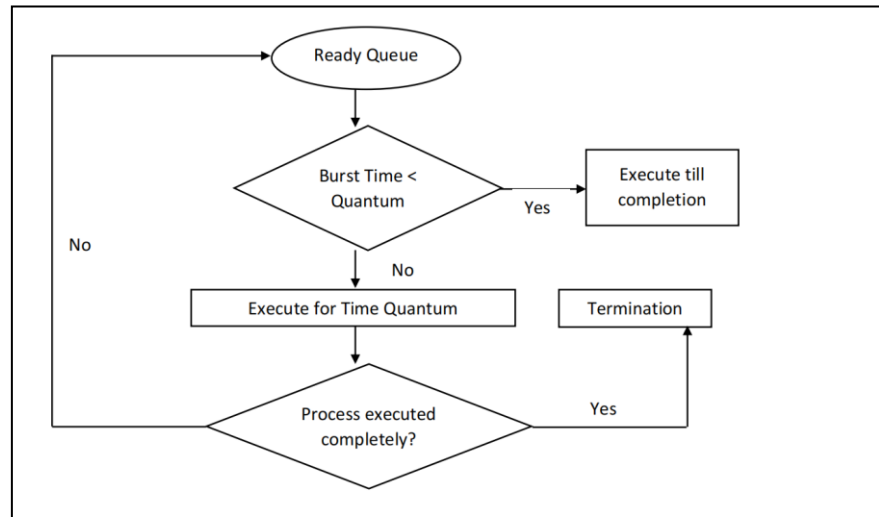 Ready Queue
Burst Time <
Quantum
Yes
Execute till
completion
No
No
Execute for Time Quantum
Termination
Process executed
completely?
Yes